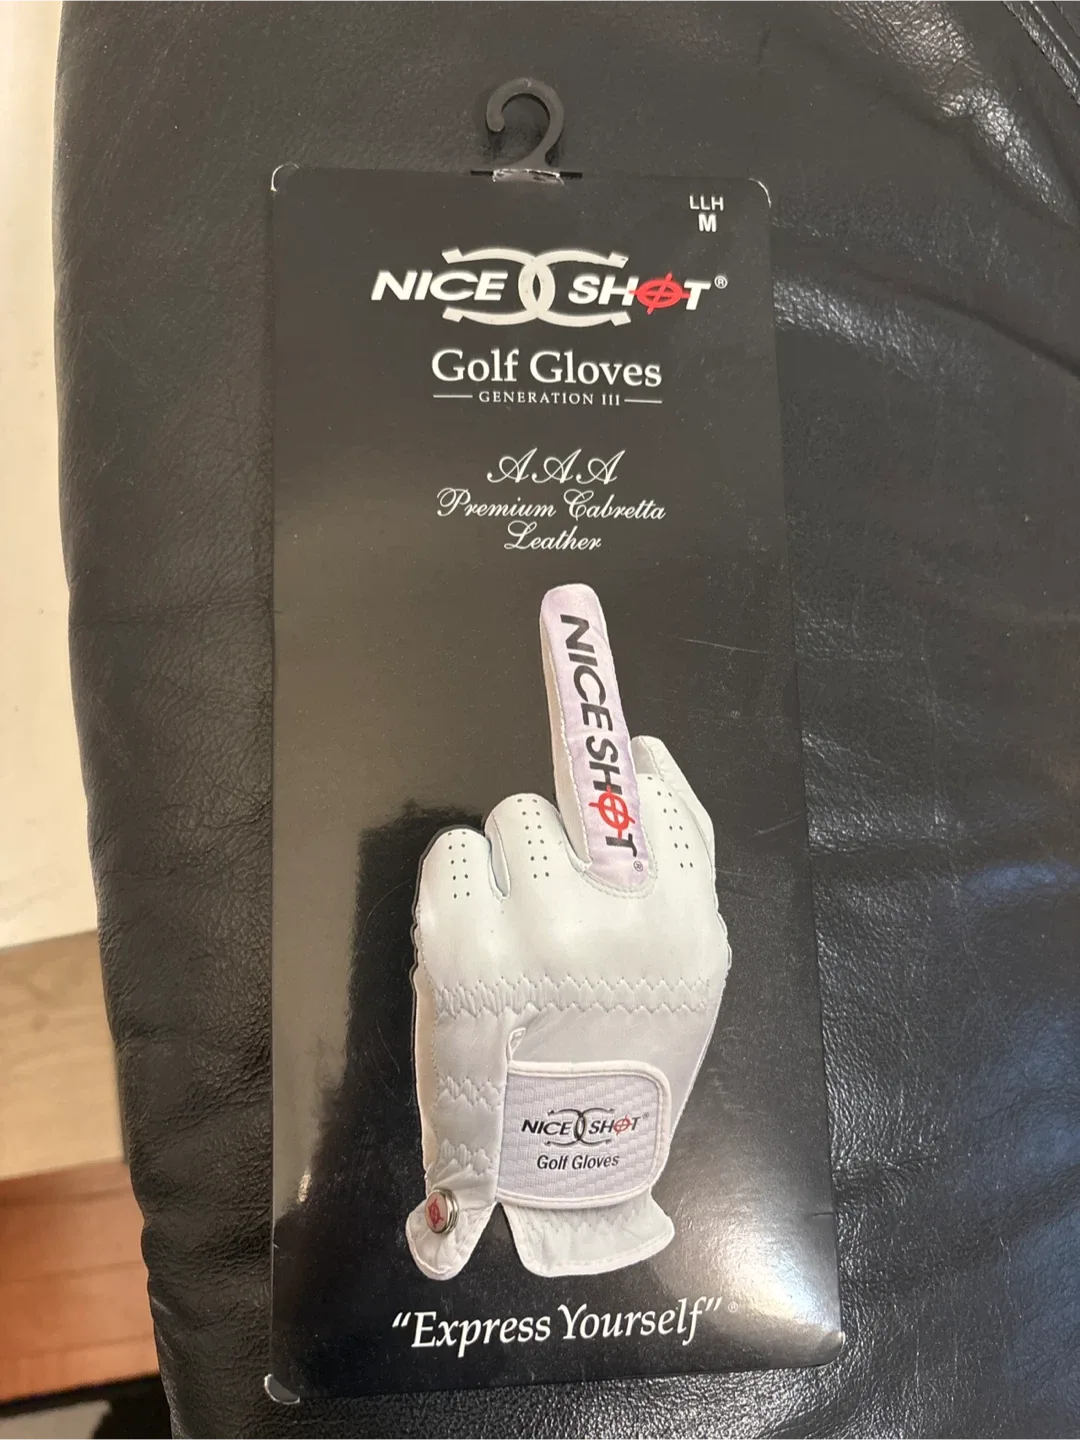 LLH
M
NICE SHOT®
Golf Gloves
GENERATION III
AAA
Premium Cabretta
Leather
NICE SHOT®
NICE SHOT®
Golf Gloves
"Express Yourself"®